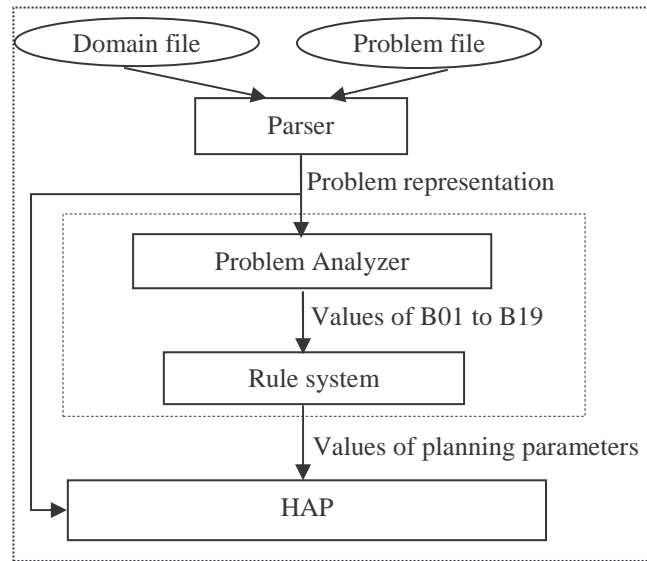 Domain file
Problem file
Parser
Problem representation
Problem Analyzer
Values of B01 to B19
Rule system
Values of planning parameters
HAP